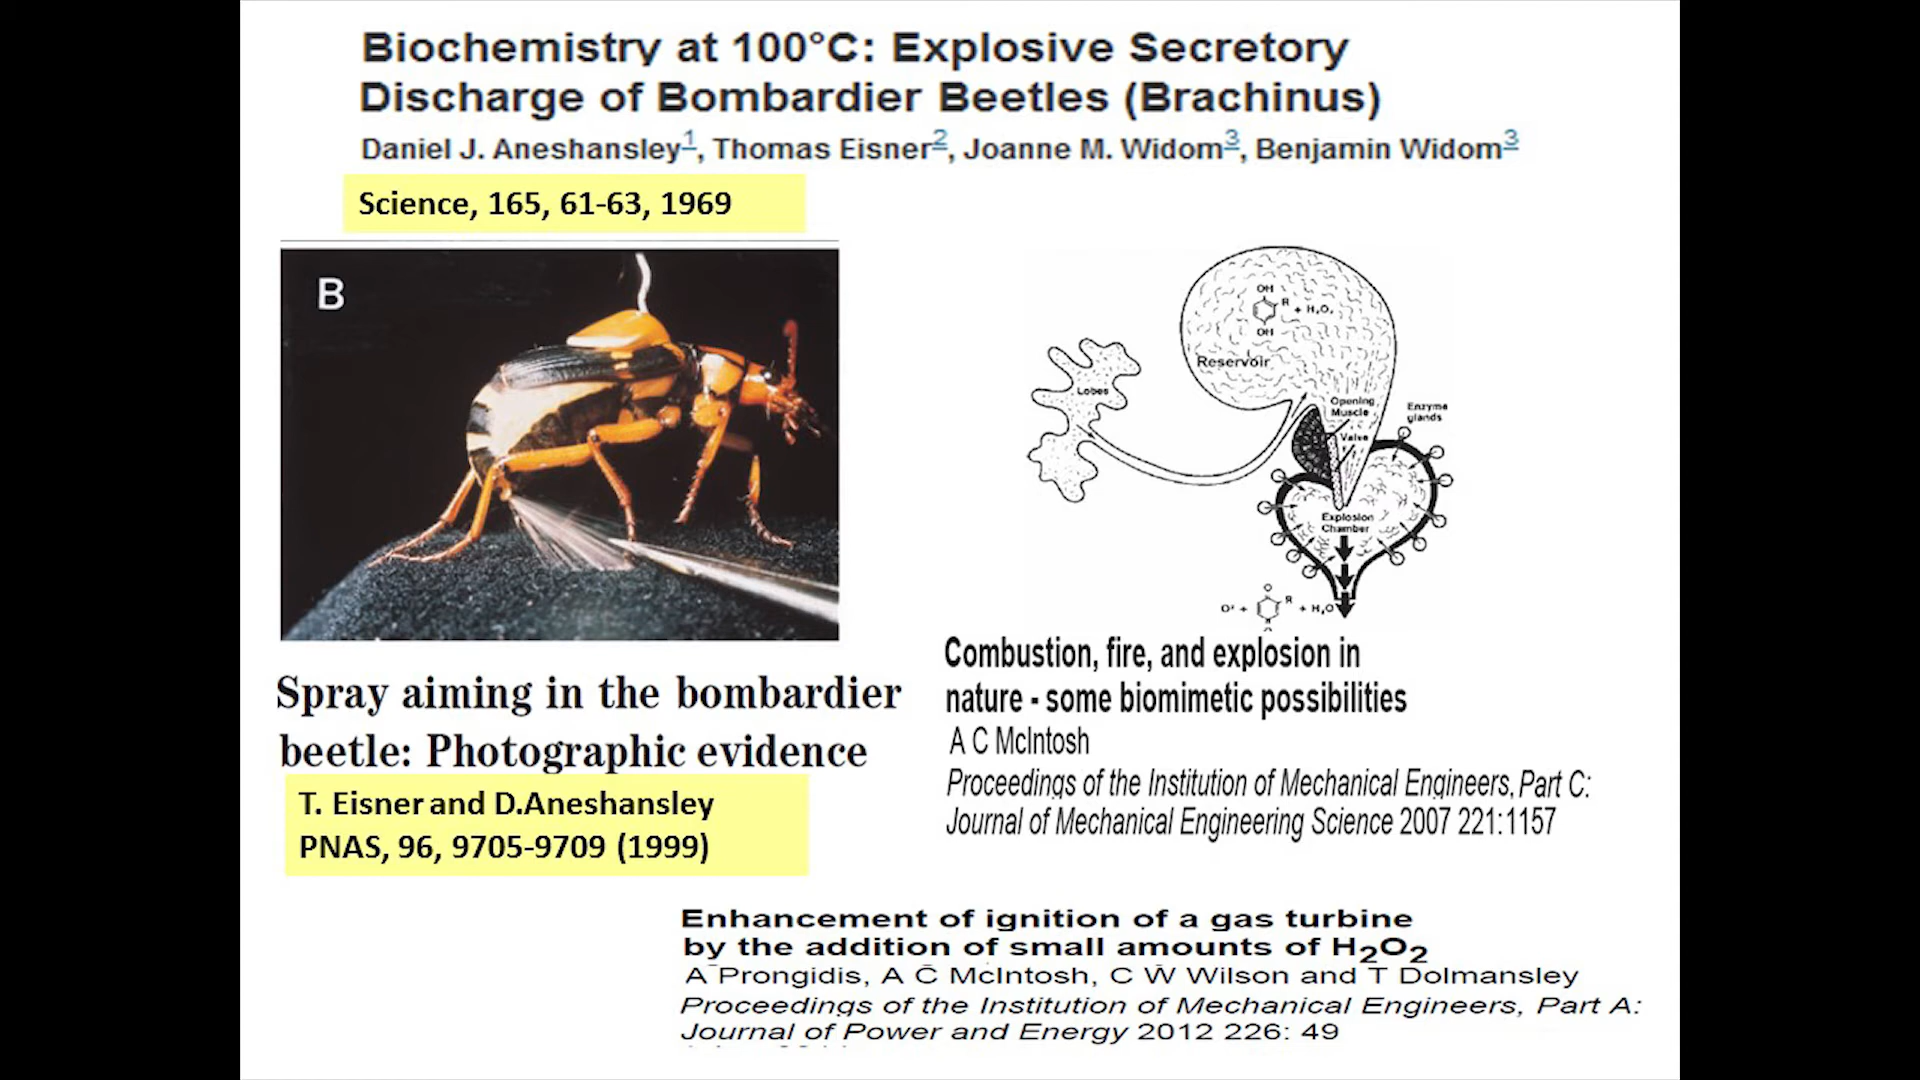 Biochemistry at 100°C: Explosive Secretory
Discharge of Bombardier Beetles (Brachinus)
Daniel J. Aneshansley1, Thomas Eisner2, Joanne M. Widom3, Benjamin Widom3
Science, 165, 61-63, 1969
B
OH
R
+ H2O2
OH
Reservoir
Lobes
Opening
Muscle
Valve
Enzyme
glands
Explosion
Chamber
O
R
+ H2O
Spray aiming in the bombardier
beetle: Photographic evidence
T. Eisner and D.Aneshansley
PNAS, 96, 9705-9709 (1999)
Combustion, fire, and explosion in
nature - some biomimetic possibilities
A C McIntosh
Proceedings of the Institution of Mechanical Engineers, Part C:
Journal of Mechanical Engineering Science 2007 221:1157
Enhancement of ignition of a gas turbine
by the addition of small amounts of H2O2
A Prongidis, A C McIntosh, C W Wilson and T Dolmansley
Proceedings of the Institution of Mechanical Engineers, Part A:
Journal of Power and Energy 2012 226: 49